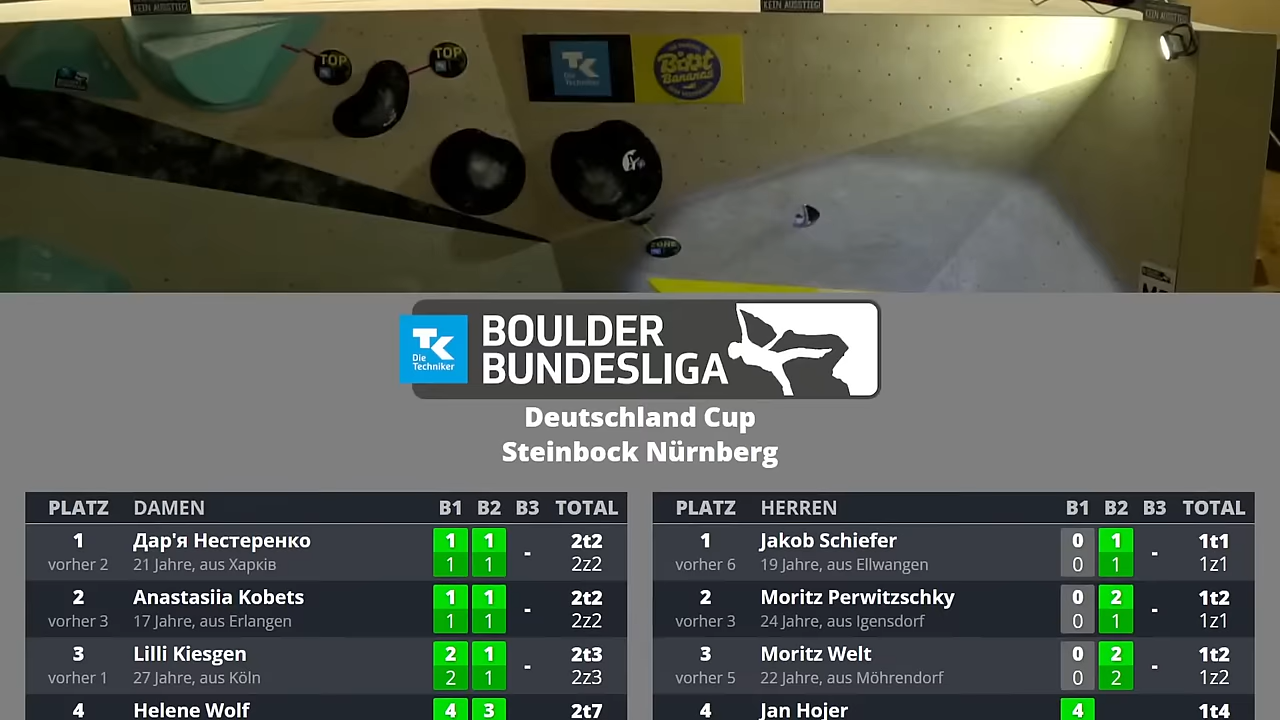 KEIN AUSSTIEG!
KEIN AUSSTIEG!
KEIN AUSSTIEG!
TOP
TOP
TK
Die
Techniker
Bbot
Bananas
ZONE
TK
Die
Techniker
BOULDER
BUNDESLIGA
Deutschland Cup
Steinbock Nürnberg
PLATZ DAMEN B1 B2 B3 TOTAL
1 Дар'я Нестеренко 1 1 - 2t2
vorher 2 21 Jahre, aus Харків 1 1 2z2
2 Anastasiia Kobets 1 1 - 2t2
vorher 3 17 Jahre, aus Erlangen 1 1 2z2
3 Lilli Kiesgen 2 1 - 2t3
vorher 1 27 Jahre, aus Köln 2 1 2z3
4 Helene Wolf 4 3 2t7
PLATZ HERREN B1 B2 B3 TOTAL
1 Jakob Schiefer 0 1 - 1t1
vorher 6 19 Jahre, aus Ellwangen 0 1 1z1
2 Moritz Perwitzschky 0 2 - 1t2
vorher 3 24 Jahre, aus Igensdorf 0 1 1z1
3 Moritz Welt 0 2 - 1t2
vorher 5 22 Jahre, aus Möhrendorf 0 2 1z2
4 Jan Hojer 4 1t4